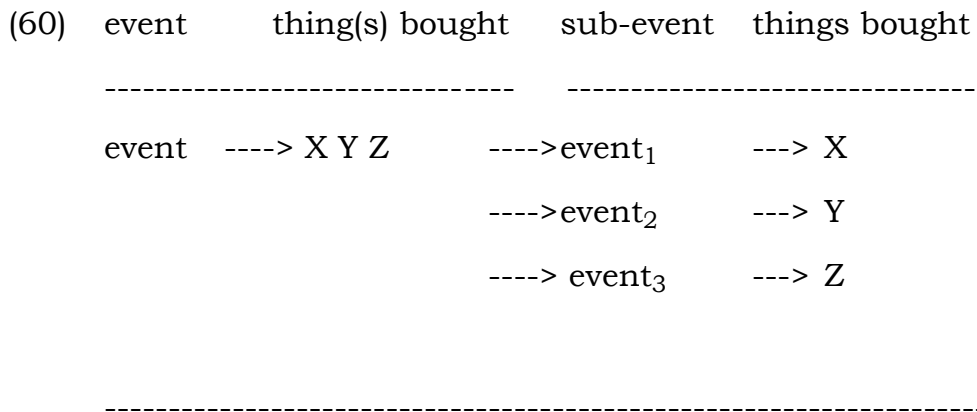 (60) event thing(s) bought sub-event things bought
-------------------------------- --------------------------------
event ----> X Y Z ---->event₁ ---> X
---->event₂ ---> Y
----> event₃ ---> Z
--------------------------------------------------------------------